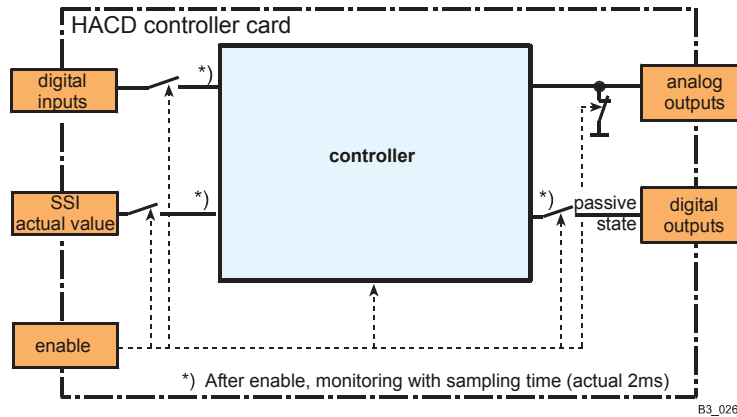 HACD controller card
digital
inputs
*)
analog
outputs
controller
SSI
actual value
*)
*)
passive
state
digital
outputs
enable
*) After enable, monitoring with sampling time (actual 2ms)
B3_026